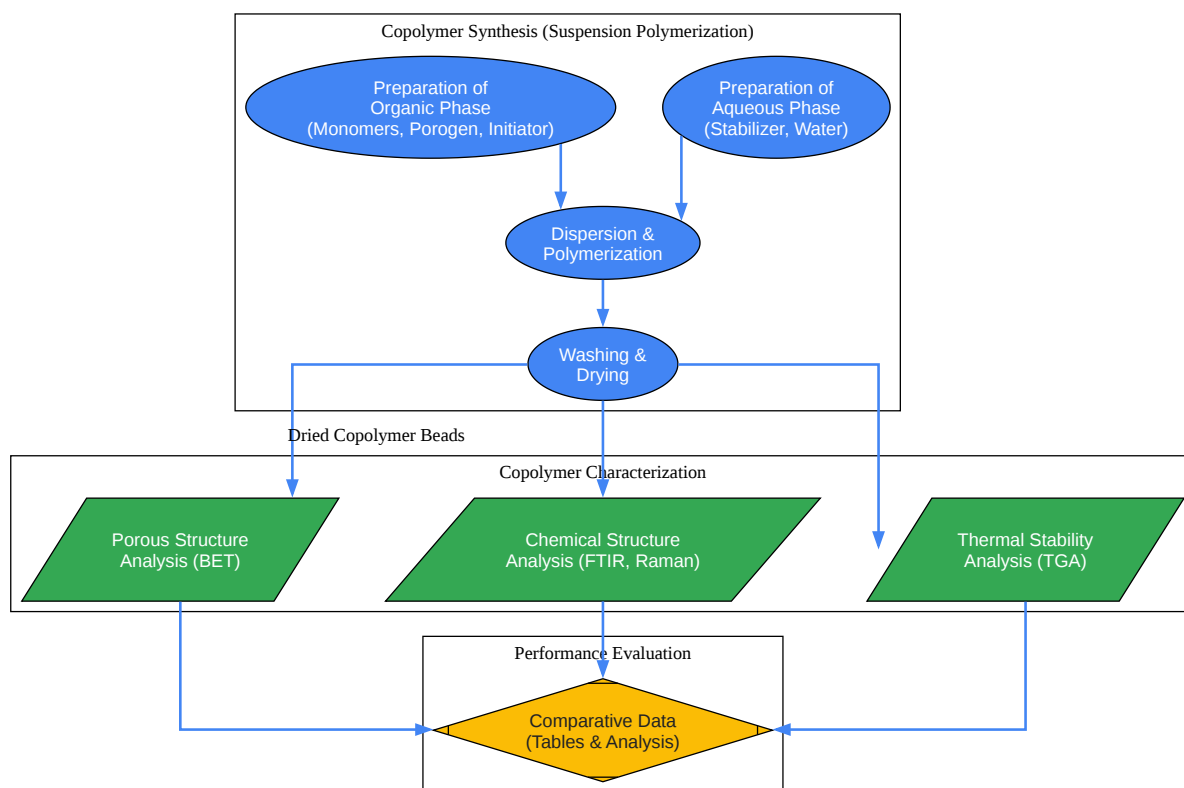 Copolymer Synthesis (Suspension Polymerization)
Preparation of
Organic Phase
(Monomers, Porogen, Initiator)
Preparation of
Aqueous Phase
(Stabilizer, Water)
Dispersion &
Polymerization
Washing &
Drying
Dried Copolymer Beads
Copolymer Characterization
Porous Structure
Analysis (BET)
Chemical Structure
Analysis (FTIR, Raman)
Thermal Stability
Analysis (TGA)
Performance Evaluation
Comparative Data
(Tables & Analysis)